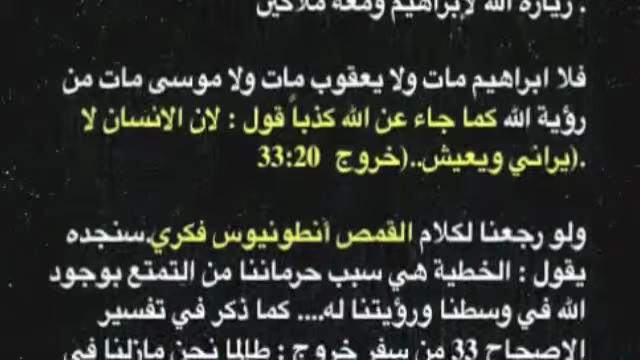 . زيارة الله لإبراهيم ومعه ملاكين
فلا ابراهيم مات ولا يعقوب مات ولا موسى مات من
رؤية الله كما جاء عن الله كذباً قول : لان الانسان لا
.(يراني ويعيش..(خروج 33:20
ولو رجعنا لكلام القمص أنطونيوس فكري.سنجده
يقول : الخطية هي سبب حرماننا من التمتع بوجود
الله في وسطنا ورؤيتنا له.... كما ذكر في تفسير
الاصحاح 33 من سفر خروج : طالما نحن مازلنا في